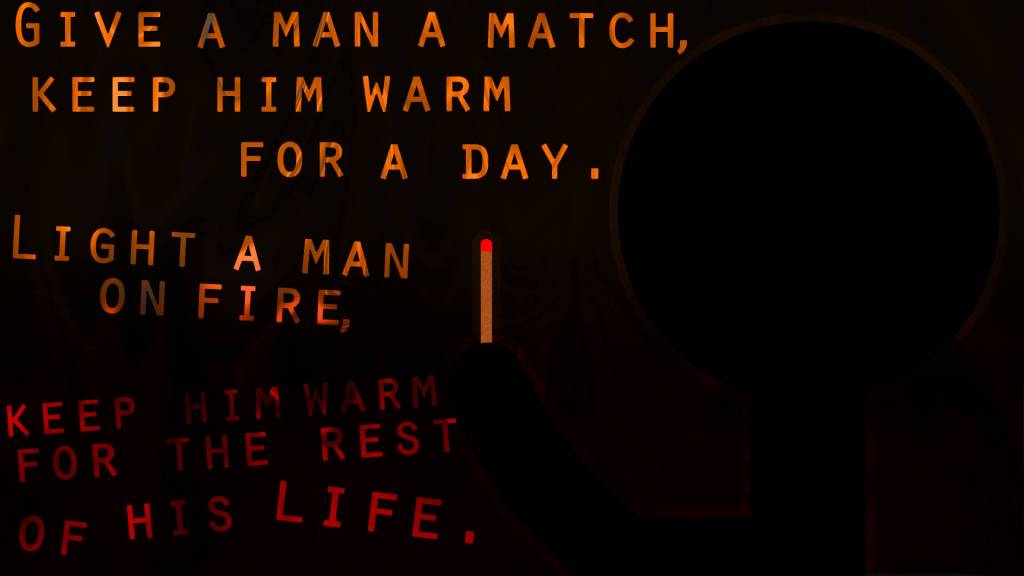 GIVE A MAN A MATCH,
KEEP HIM WARM
FOR A DAY.
LIGHT A MAN
ON FIRE,
KEEP HIM WARM
FOR THE REST
OF HIS LIFE.